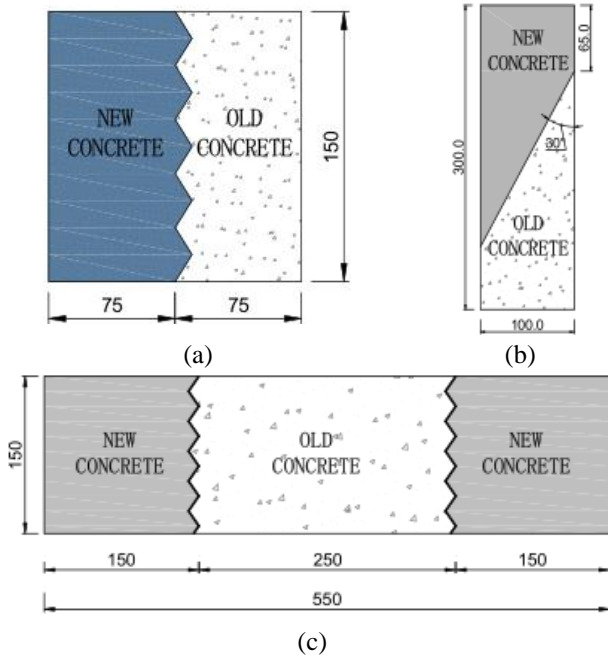 NEW
CONCRETE
OLD
CONCRETE
150
75
75
(a)
NEW
CONCRETE
65.0
30°
300.0
OLD
CONCRETE
100.0
(b)
NEW
CONCRETE
OLD
CONCRETE
NEW
CONCRETE
150
150
250
150
550
(c)